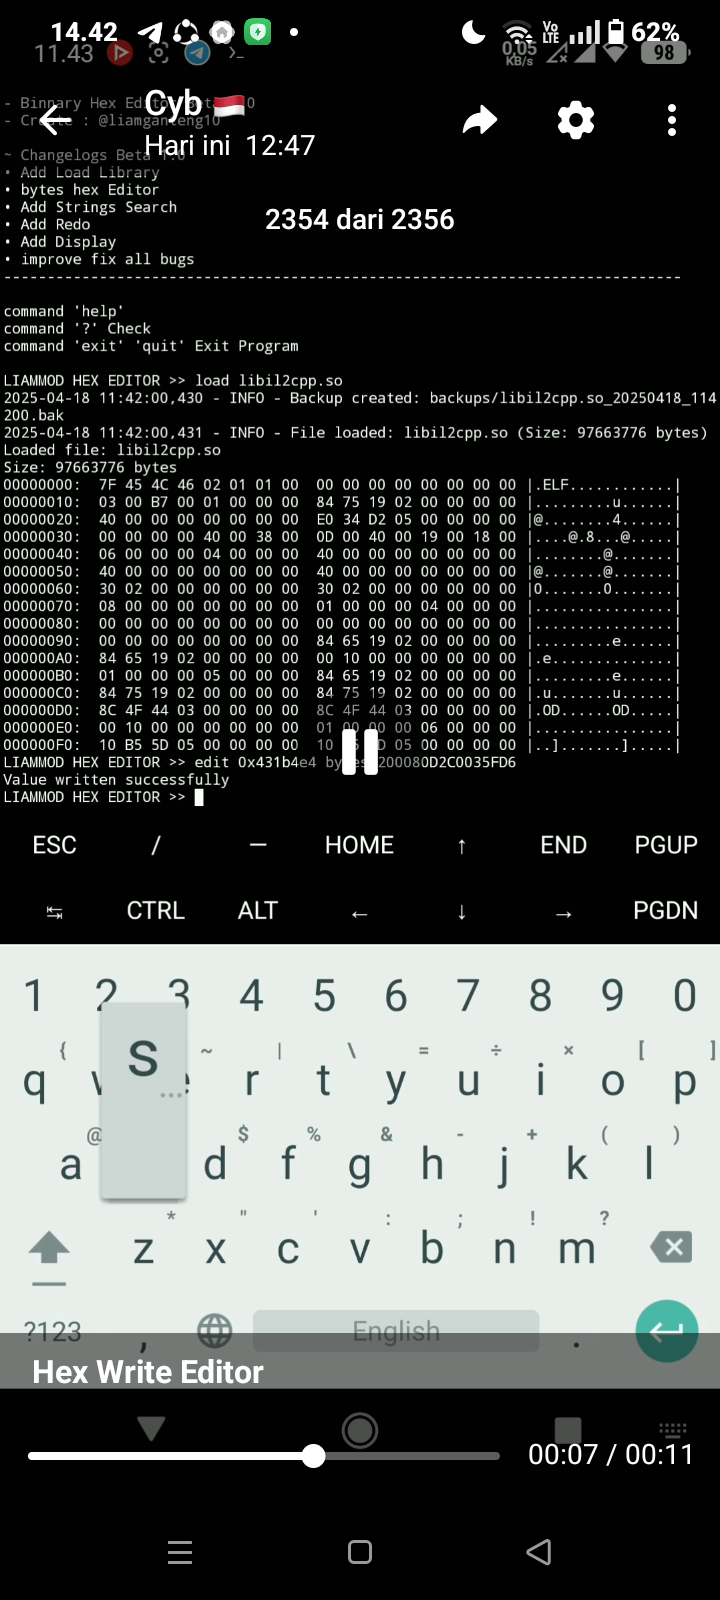 14.42 Vo LTE 62%
11.43 0,05 KB/s 98
- Binnary Hex Editor Beta 1.0
- Create : @liamganteng10
Cyb
Hari ini 12:47
~ Changelogs Beta 1.0
• Add Load Library
• bytes hex Editor
• Add Strings Search
• Add Redo
• Add Display
• improve fix all bugs
2354 dari 2356
-------------------------------------------------------------------------------
command 'help'
command '?' Check
command 'exit' 'quit' Exit Program
LIAMMOD HEX EDITOR >> load libil2cpp.so
2025-04-18 11:42:00,430 - INFO - Backup created: backups/libil2cpp.so_20250418_114
200.bak
2025-04-18 11:42:00,431 - INFO - File loaded: libil2cpp.so (Size: 97663776 bytes)
Loaded file: libil2cpp.so
Size: 97663776 bytes
00000000: 7F 45 4C 46 02 01 01 00 00 00 00 00 00 00 00 00 |.ELF............|
00000010: 03 00 B7 00 01 00 00 00 84 75 19 02 00 00 00 00 |.........u......|
00000020: 40 00 00 00 00 00 00 00 E0 34 D2 05 00 00 00 00 |@........4......|
00000030: 00 00 00 00 40 00 38 00 0D 00 40 00 19 00 18 00 |....@.8...@.....|
00000040: 06 00 00 00 04 00 00 00 40 00 00 00 00 00 00 00 |........@.......|
00000050: 40 00 00 00 00 00 00 00 40 00 00 00 00 00 00 00 |@.......@.......|
00000060: 30 02 00 00 00 00 00 00 30 02 00 00 00 00 00 00 |0.......0.......|
00000070: 08 00 00 00 00 00 00 00 01 00 00 00 04 00 00 00 |................|
00000080: 00 00 00 00 00 00 00 00 00 00 00 00 00 00 00 00 |................|
00000090: 00 00 00 00 00 00 00 00 84 65 19 02 00 00 00 00 |.........e......|
000000A0: 84 65 19 02 00 00 00 00 00 10 00 00 00 00 00 00 |.e..............|
000000B0: 01 00 00 00 05 00 00 00 84 65 19 02 00 00 00 00 |.........e......|
000000C0: 84 75 19 02 00 00 00 00 84 75 19 02 00 00 00 00 |.u.......u......|
000000D0: 8C 4F 44 03 00 00 00 00 8C 4F 44 03 00 00 00 00 |.OD......OD.....|
000000E0: 00 10 00 00 00 00 00 00 01 00 00 00 06 00 00 00 |................|
000000F0: 10 B5 5D 05 00 00 00 00 10 05 00 00 00 00 |..].......].....|
LIAMMOD HEX EDITOR >> edit 0x431b4e4 bytes 200080D2C0035FD6
Value written successfully
LIAMMOD HEX EDITOR >>
ESC / — HOME ↑ END PGUP
↹ CTRL ALT ← ↓ → PGDN
1 2 3 4 5 6 7 8 9 0
{ ~ | \ = ÷ × [ ]
q w e r t y u i o p
s ...
@ $ % & - + ( )
a d f g h j k l
* " ' : ; ! ?
z x c v b n m
?123 , English .
Hex Write Editor
00:07 / 00:11